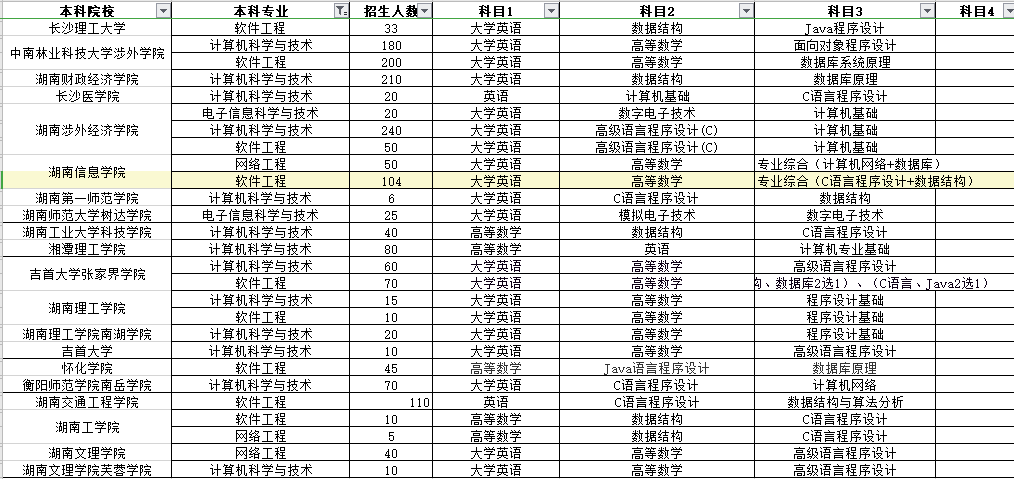 本科院校 本科专业 招生人数 科目1 科目2 科目3 科目4
长沙理工大学 软件工程 33 大学英语 数据结构 Java程序设计
中南林业科技大学涉外学院 计算机科学与技术 180 大学英语 高等数学 面向对象程序设计
软件工程 200 大学英语 高等数学 数据库系统原理
湖南财政经济学院 计算机科学与技术 210 大学英语 数据结构 数据库原理
长沙医学院 计算机科学与技术 20 英语 计算机基础 C语言程序设计
湖南涉外经济学院 电子信息科学与技术 20 大学英语 数字电子技术 计算机基础
计算机科学与技术 240 大学英语 高级语言程序设计(C) 计算机基础
软件工程 50 大学英语 高级语言程序设计(C) 计算机基础
湖南信息学院 网络工程 50 大学英语 高等数学 专业综合（计算机网络+数据库）
软件工程 104 大学英语 高等数学 专业综合（C语言程序设计+数据结构）
湖南第一师范学院 计算机科学与技术 6 大学英语 C语言程序设计 数据结构
湖南师范大学树达学院 电子信息科学与技术 25 大学英语 模拟电子技术 数字电子技术
湖南工业大学科技学院 计算机科学与技术 40 高等数学 数据结构 C语言程序设计
湘潭理工学院 计算机科学与技术 80 高等数学 英语 计算机专业基础
吉首大学张家界学院 计算机科学与技术 60 大学英语 高等数学 高级语言程序设计
软件工程 70 大学英语 高等数学 、数据库2选1）、（C语言、Java2选1）
湖南理工学院 计算机科学与技术 15 大学英语 高等数学 程序设计基础
软件工程 10 大学英语 高等数学 程序设计基础
湖南理工学院南湖学院 计算机科学与技术 20 大学英语 高等数学 程序设计基础
吉首大学 计算机科学与技术 10 大学英语 高等数学 高级语言程序设计
怀化学院 软件工程 45 高等数学 Java语言程序设计 数据库原理
衡阳师范学院南岳学院 计算机科学与技术 70 大学英语 C语言程序设计 计算机网络
湖南交通工程学院 软件工程 110 英语 C语言程序设计 数据结构与算法分析
湖南工学院 软件工程 10 高等数学 数据结构 C语言程序设计
网络工程 5 高等数学 数据结构 C语言程序设计
湖南文理学院 网络工程 40 大学英语 高等数学 高级语言程序设计
湖南文理学院芙蓉学院 计算机科学与技术 10 大学英语 高等数学 高级语言程序设计